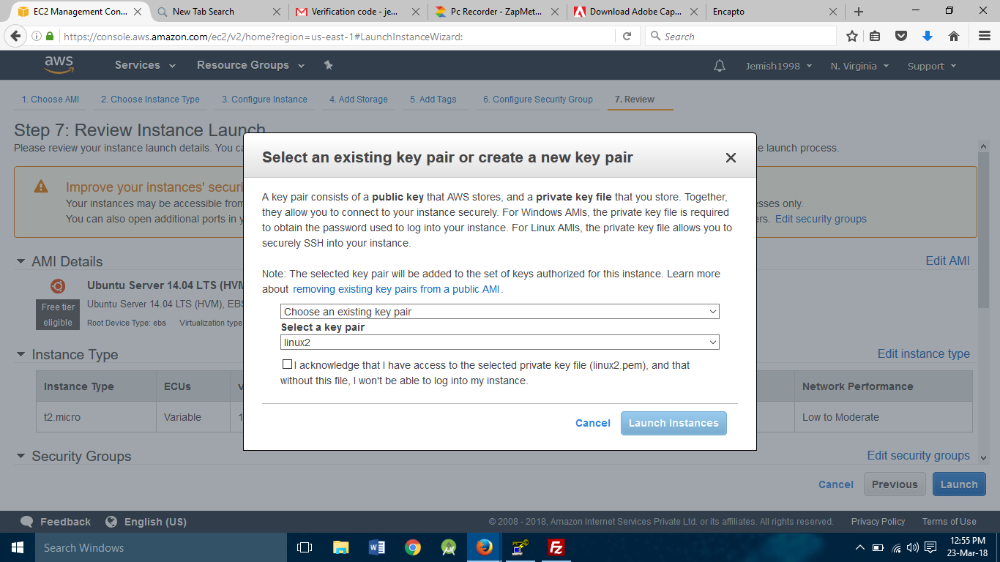 EC2 Management Con...
New Tab Search
Verification code - je...
Pc Recorder - ZapMet...
Download Adobe Cap...
Encapto
https://console.aws.amazon.com/ec2/v2/home?region=us-east-1#LaunchInstanceWizard:
Search
aws
Services
Resource Groups
Jemish1998
N. Virginia
Support
1. Choose AMI
2. Choose Instance Type
3. Configure Instance
4. Add Storage
5. Add Tags
6. Configure Security Group
7. Review
Step 7: Review Instance Launch
Please review your instance launch details. You ca
e launch process.
Improve your instances' securi
Your instances may be accessible from
esses only.
You can also open additional ports in y
rs. Edit security groups
AMI Details
Edit AMI
Ubuntu Server 14.04 LTS (HVM
Free tier
eligible
Ubuntu Server 14.04 LTS (HVM), EBS
Root Device Type: ebs Virtualization type
Instance Type
Edit instance type
Instance Type
ECUs
v
Network Performance
t2.micro
Variable
1
Low to Moderate
Security Groups
Edit security groups
Select an existing key pair or create a new key pair
A key pair consists of a public key that AWS stores, and a private key file that you store. Together,
they allow you to connect to your instance securely. For Windows AMIs, the private key file is required
to obtain the password used to log into your instance. For Linux AMIs, the private key file allows you to
securely SSH into your instance.
Note: The selected key pair will be added to the set of keys authorized for this instance. Learn more
about removing existing key pairs from a public AMI.
Choose an existing key pair
Select a key pair
linux2
I acknowledge that I have access to the selected private key file (linux2.pem), and that
without this file, I won't be able to log into my instance.
Cancel
Launch Instances
Cancel
Previous
Launch
Feedback
English (US)
© 2008 - 2018, Amazon Internet Services Private Ltd. or its affiliates. All rights reserved.
Privacy Policy
Terms of Use
Search Windows
12:55 PM
23-Mar-18